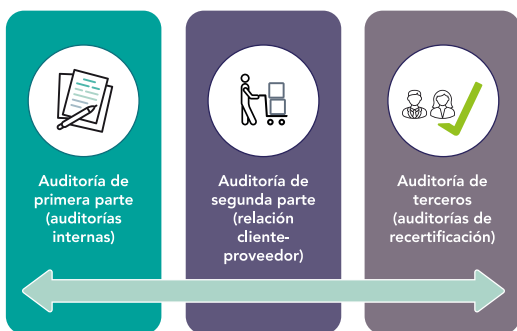 Auditoría de
primera parte
(auditorías
internas)
Auditoría de
segunda parte
(relación
cliente-
proveedor)
Auditoría de
terceros
(auditorías de
recertificación)